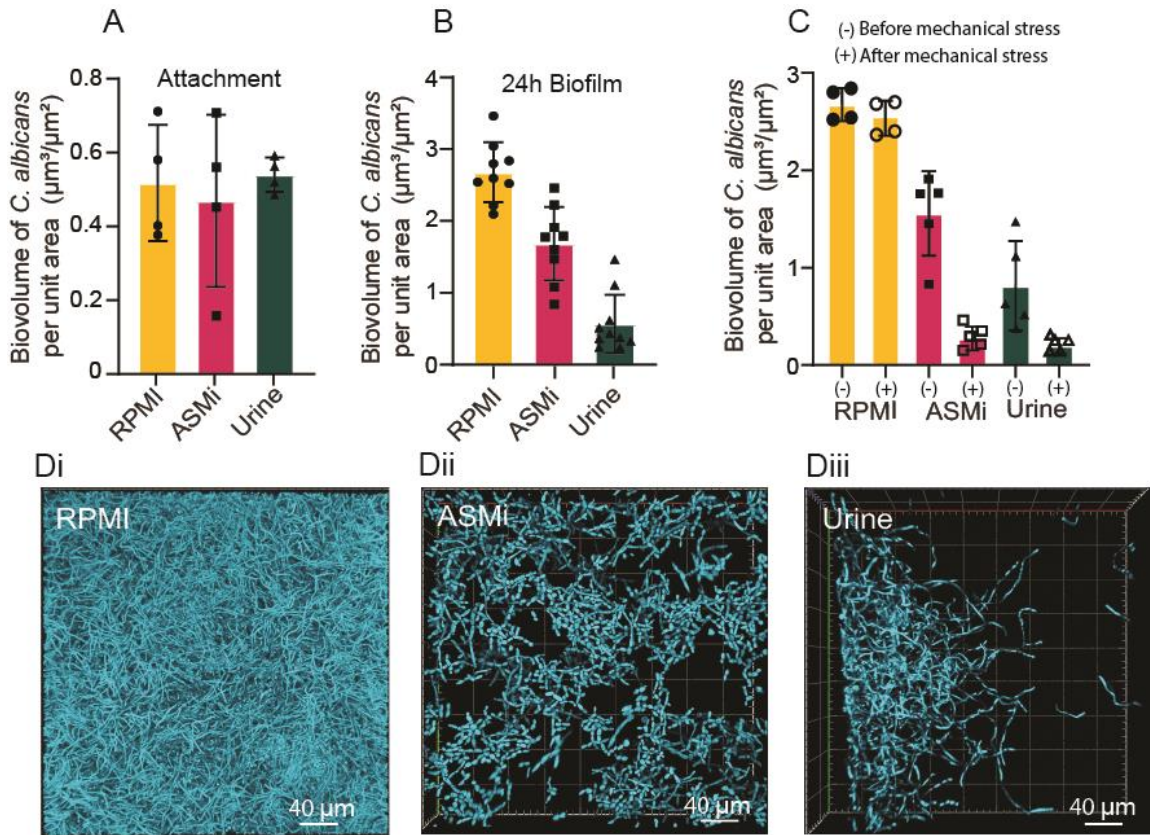 A
Attachment
Biovolume of C. albicans
per unit area (µm³/µm²)
0.8
0.6
0.4
0.2
0
RPMI
ASMi
Urine
B
24h Biofilm
Biovolume of C. albicans
per unit area (µm³/µm²)
4
3
2
1
0
RPMI
ASMi
Urine
C
(-) Before mechanical stress
(+) After mechanical stress
Biovolume of C. albicans
per unit area (µm³/µm²)
3
2
1
0
(-) (+) (-) (+) (-) (+)
RPMI ASMi Urine
Di
RPMI
40 µm
Dii
ASMi
40 µm
Diii
Urine
40 µm